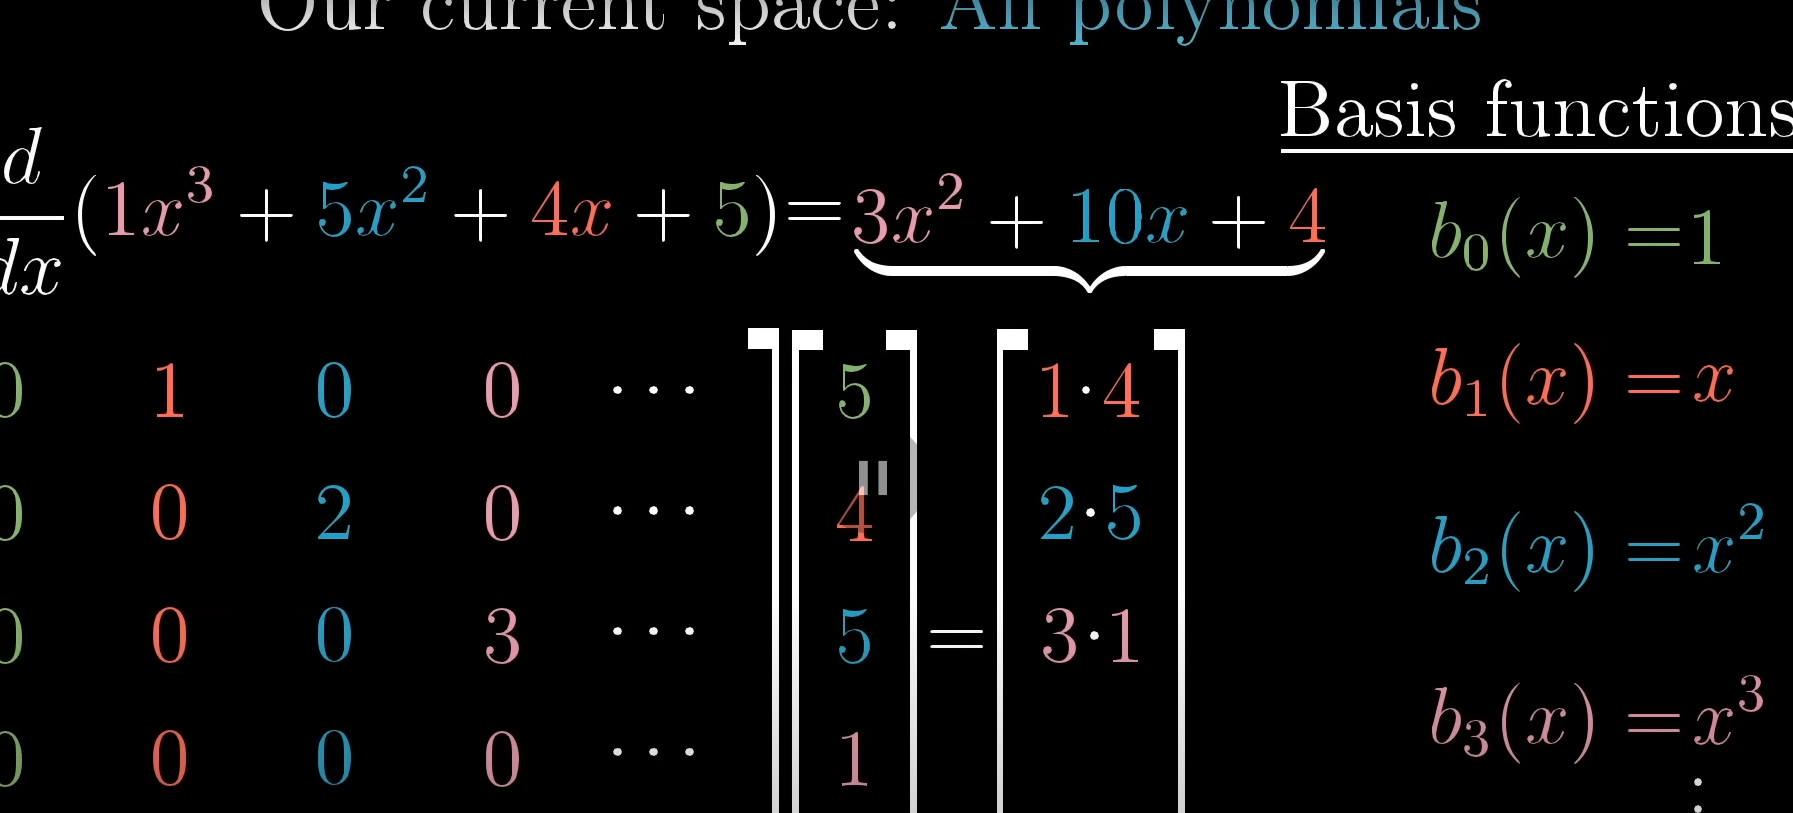 Our current space: All polynomials
Basis functions
d/dx (1x³ + 5x² + 4x + 5) = 3x² + 10x + 4
b₀(x) = 1
0 1 0 0 ··· ] [ 5 ] [ 1·4 ]
b₁(x) = x
0 0 2 0 ··· 4 2·5
b₂(x) = x²
0 0 0 3 ··· 5 = 3·1
b₃(x) = x³
0 0 0 0 ··· 1
⋮